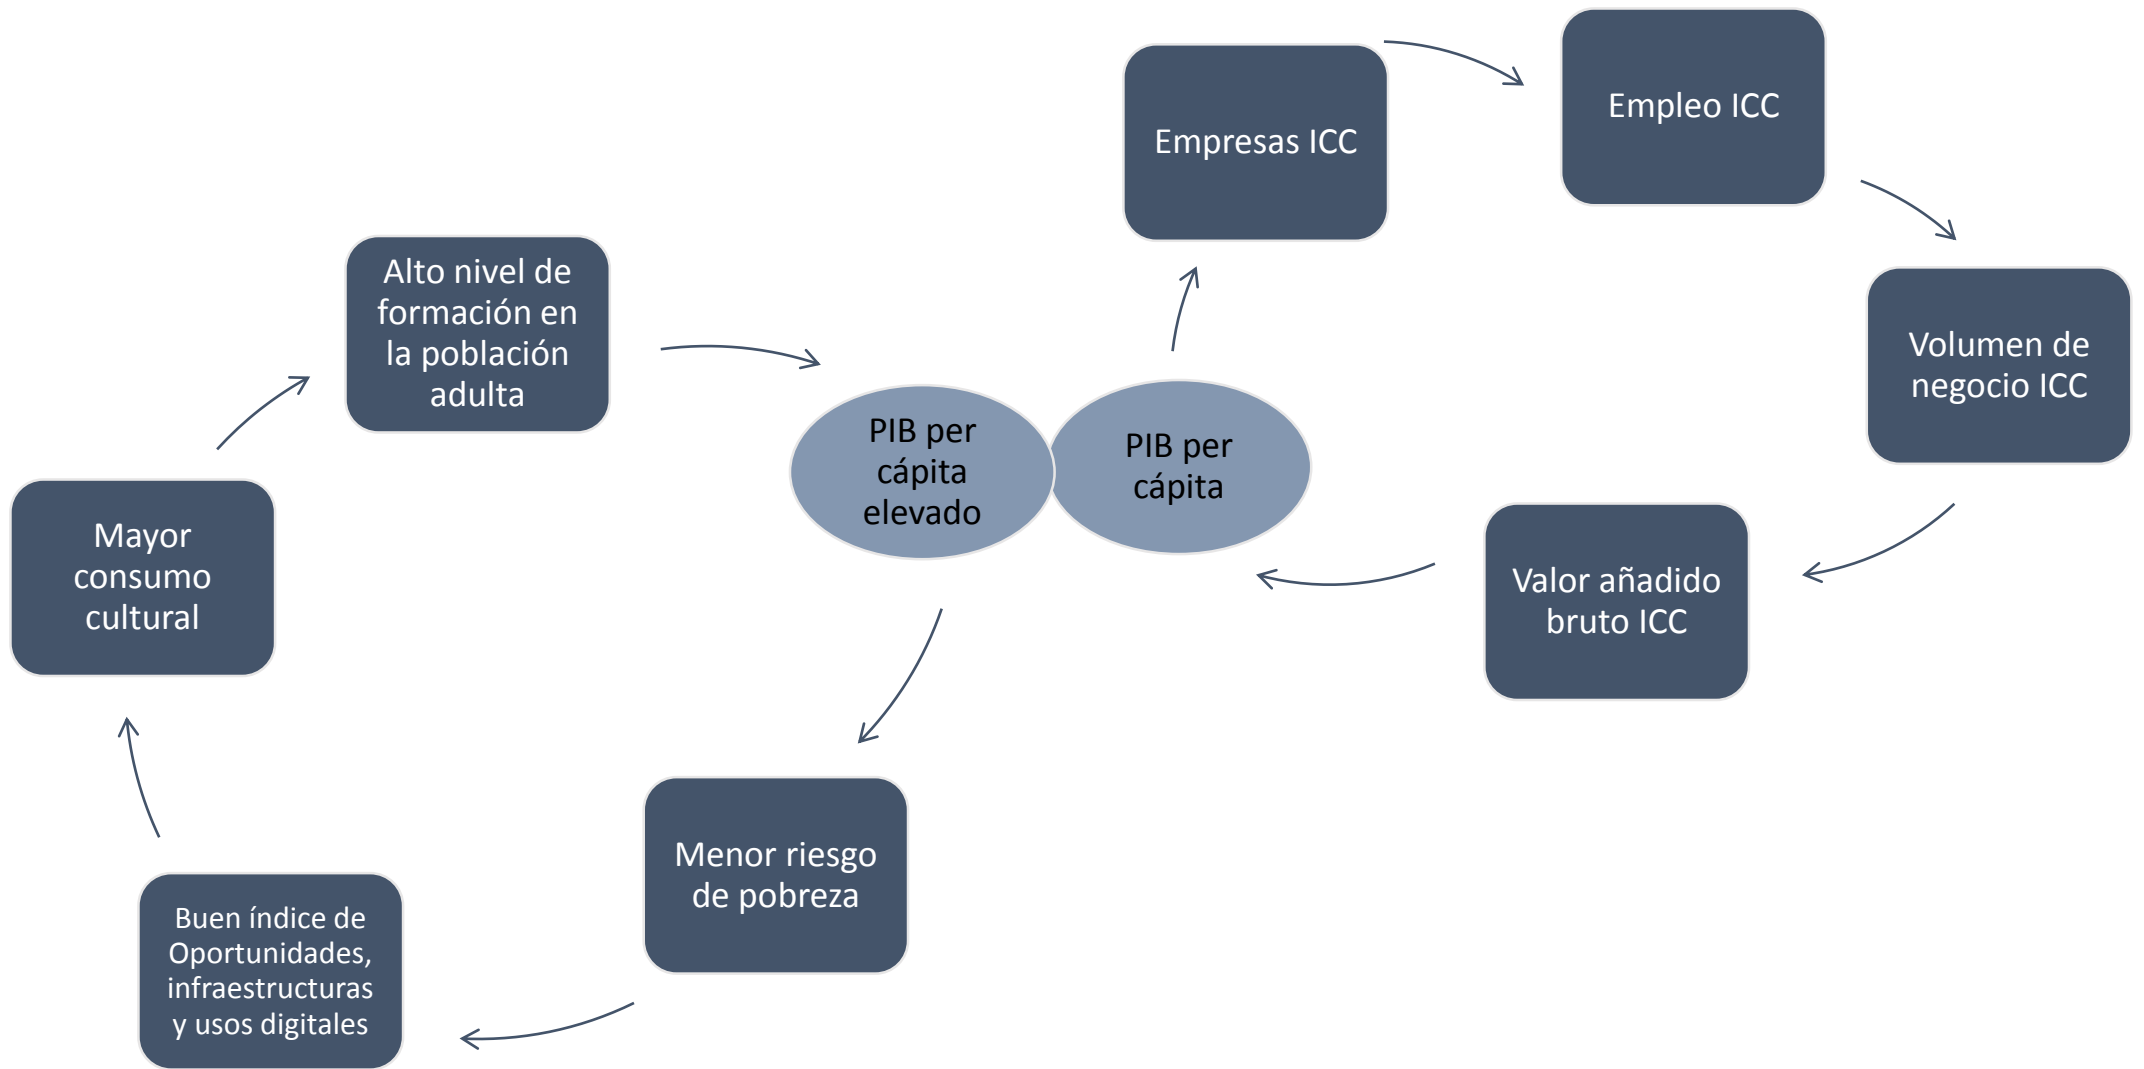 Empresas ICC
Empleo ICC
Volumen de
negocio ICC
Valor añadido
bruto ICC
PIB per
cápita
PIB per
cápita
elevado
Menor riesgo
de pobreza
Buen índice de
Oportunidades,
infraestructuras
y usos digitales
Mayor
consumo
cultural
Alto nivel de
formación en
la población
adulta